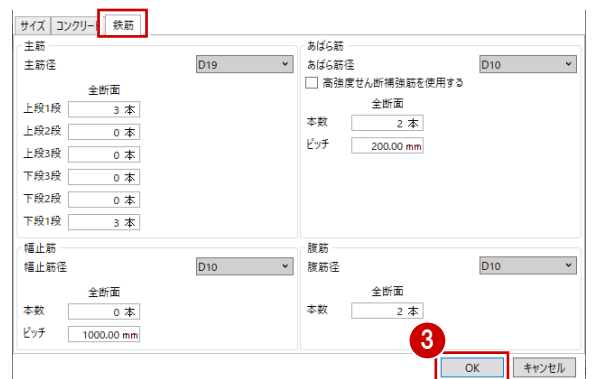 サイズ コンクリート 鉄筋
主筋
主筋径 D19
全断面
上段1段 3 本
上段2段 0 本
上段3段 0 本
下段3段 0 本
下段2段 0 本
下段1段 3 本
あばら筋
あばら筋径 D10
高強度せん断補強筋を使用する
全断面
本数 2 本
ピッチ 200.00 mm
幅止筋
幅止筋径 D10
全断面
本数 0 本
ピッチ 1000.00 mm
腹筋
腹筋径 D10
全断面
本数 2 本
3
OK キャンセル